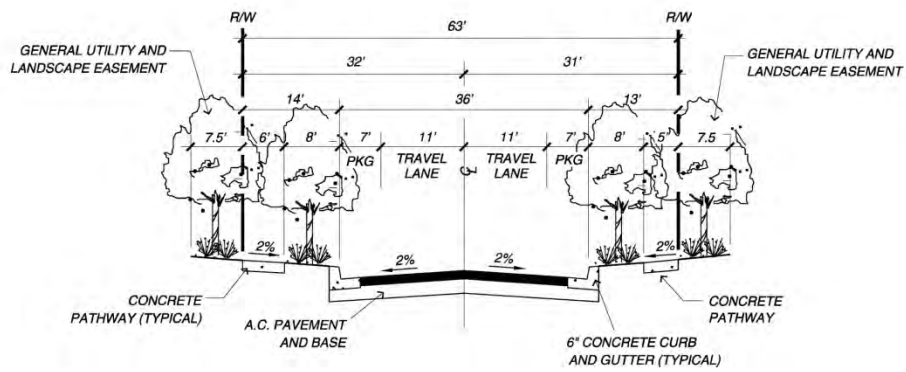 R/W
R/W
63'
GENERAL UTILITY AND
LANDSCAPE EASEMENT
GENERAL UTILITY AND
LANDSCAPE EASEMENT
32'
31'
14'
36'
13'
7.5'
6'
8'
7'
11'
11'
7'
8'
5'
7.5
PKG
TRAVEL
LANE
TRAVEL
LANE
PKG
℄
2%
2%
2%
2%
CONCRETE
PATHWAY (TYPICAL)
A.C. PAVEMENT
AND BASE
6" CONCRETE CURB
AND GUTTER (TYPICAL)
CONCRETE
PATHWAY